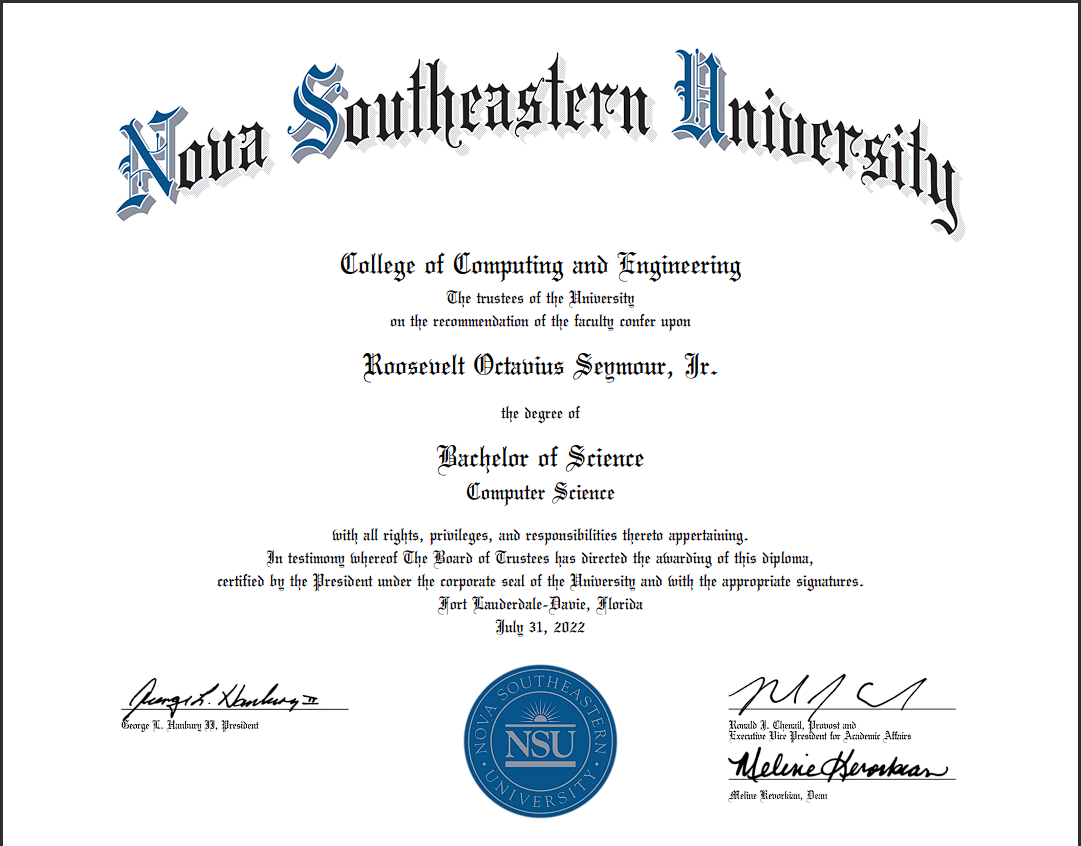 Nova Southeastern University
College of Computing and Engineering
The trustees of the University
on the recommendation of the faculty confer upon
Roosevelt Octavius Seymour, Jr.
the degree of
Bachelor of Science
Computer Science
with all rights, privileges, and responsibilities thereto appertaining.
In testimony whereof The Board of Trustees has directed the awarding of this diploma,
certified by the President under the corporate seal of the University and with the appropriate signatures.
Fort Lauderdale-Davie, Florida
July 31, 2022
George L. Hanbury II
George L. Hanbury II, President
NOVA SOUTHEASTERN
NSU
UNIVERSITY
Ronald J. Chenail, Provost and
Executive Vice President for Academic Affairs
Meline Kevorkian
Meline Kevorkian, Dean